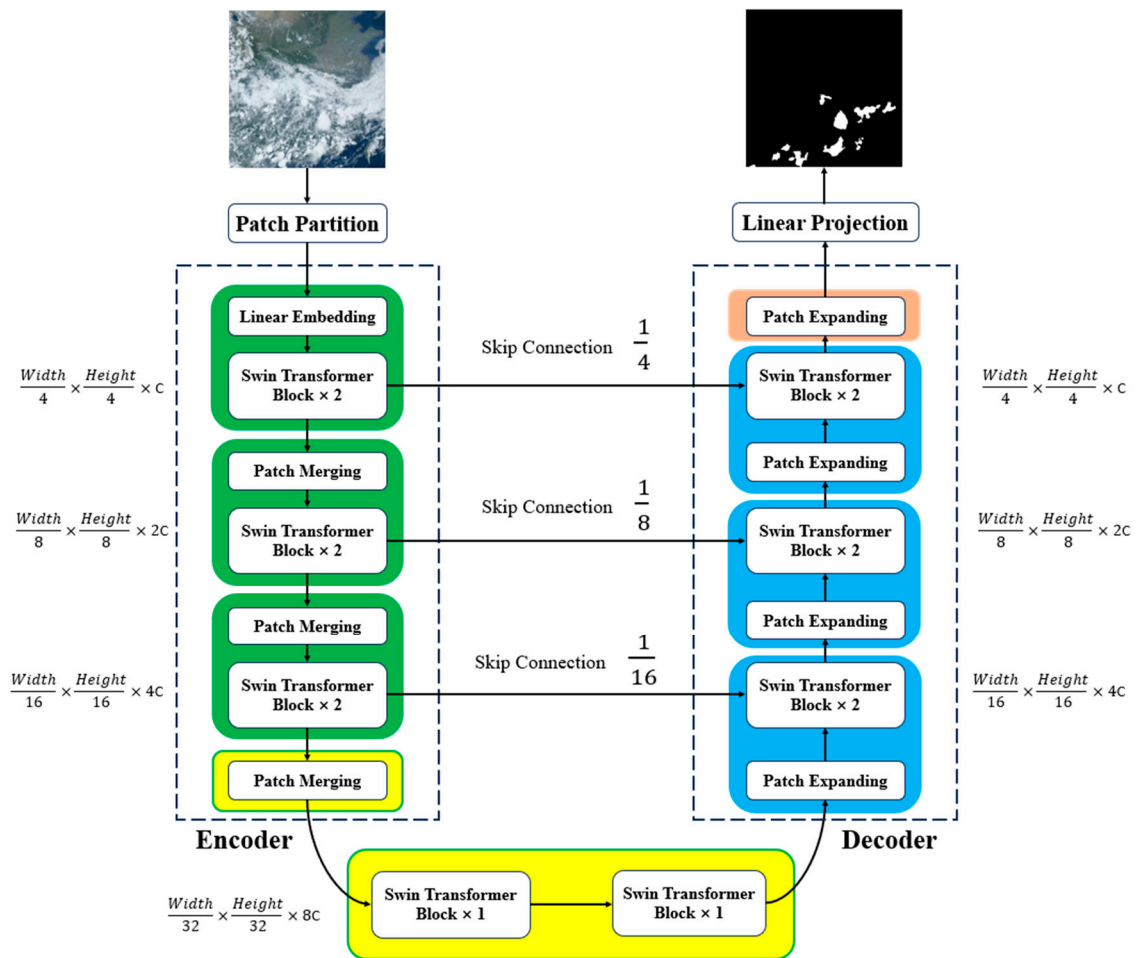 Patch Partition
Linear Projection
Linear Embedding
Swin Transformer
Block × 2
Patch Merging
Swin Transformer
Block × 2
Patch Merging
Swin Transformer
Block × 2
Patch Merging
Encoder
Width/4 × Height/4 × C
Width/8 × Height/8 × 2C
Width/16 × Height/16 × 4C
Width/32 × Height/32 × 8C
Skip Connection 1/4
Skip Connection 1/8
Skip Connection 1/16
Swin Transformer
Block × 1
Swin Transformer
Block × 1
Patch Expanding
Swin Transformer
Block × 2
Patch Expanding
Swin Transformer
Block × 2
Patch Expanding
Swin Transformer
Block × 2
Patch Expanding
Decoder
Width/4 × Height/4 × C
Width/8 × Height/8 × 2C
Width/16 × Height/16 × 4C